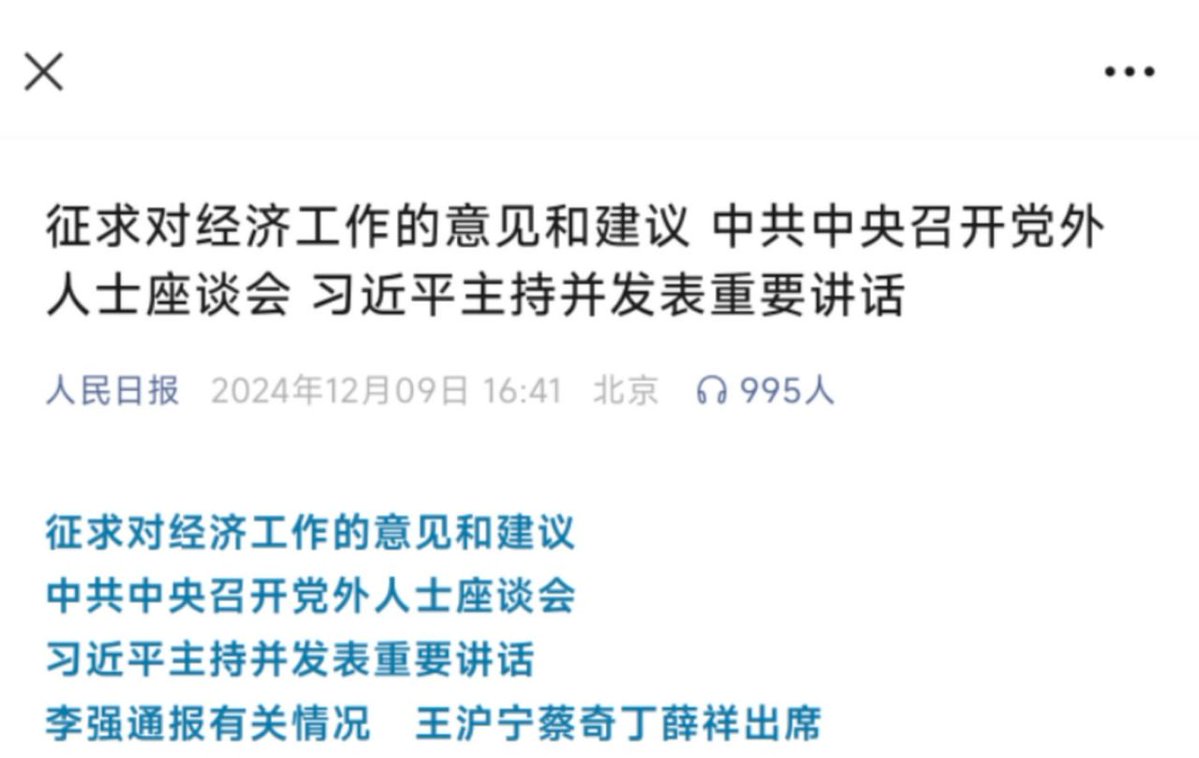 征求对经济工作的意见和建议 中共中央召开党外
人士座谈会 习近平主持并发表重要讲话
人民日报 2024年12月09日 16:41 北京 995人
征求对经济工作的意见和建议
中共中央召开党外人士座谈会
习近平主持并发表重要讲话
李强通报有关情况 王沪宁蔡奇丁薛祥出席